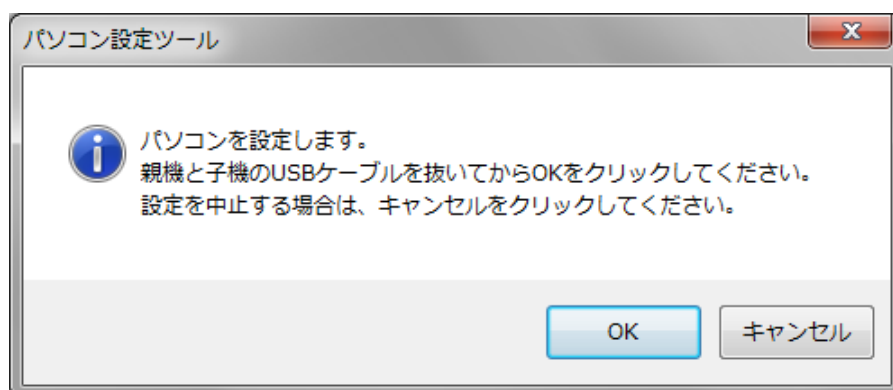 パソコン設定ツール
パソコンを設定します。
親機と子機のUSBケーブルを抜いてからOKをクリックしてください。
設定を中止する場合は、キャンセルをクリックしてください。
OK
キャンセル